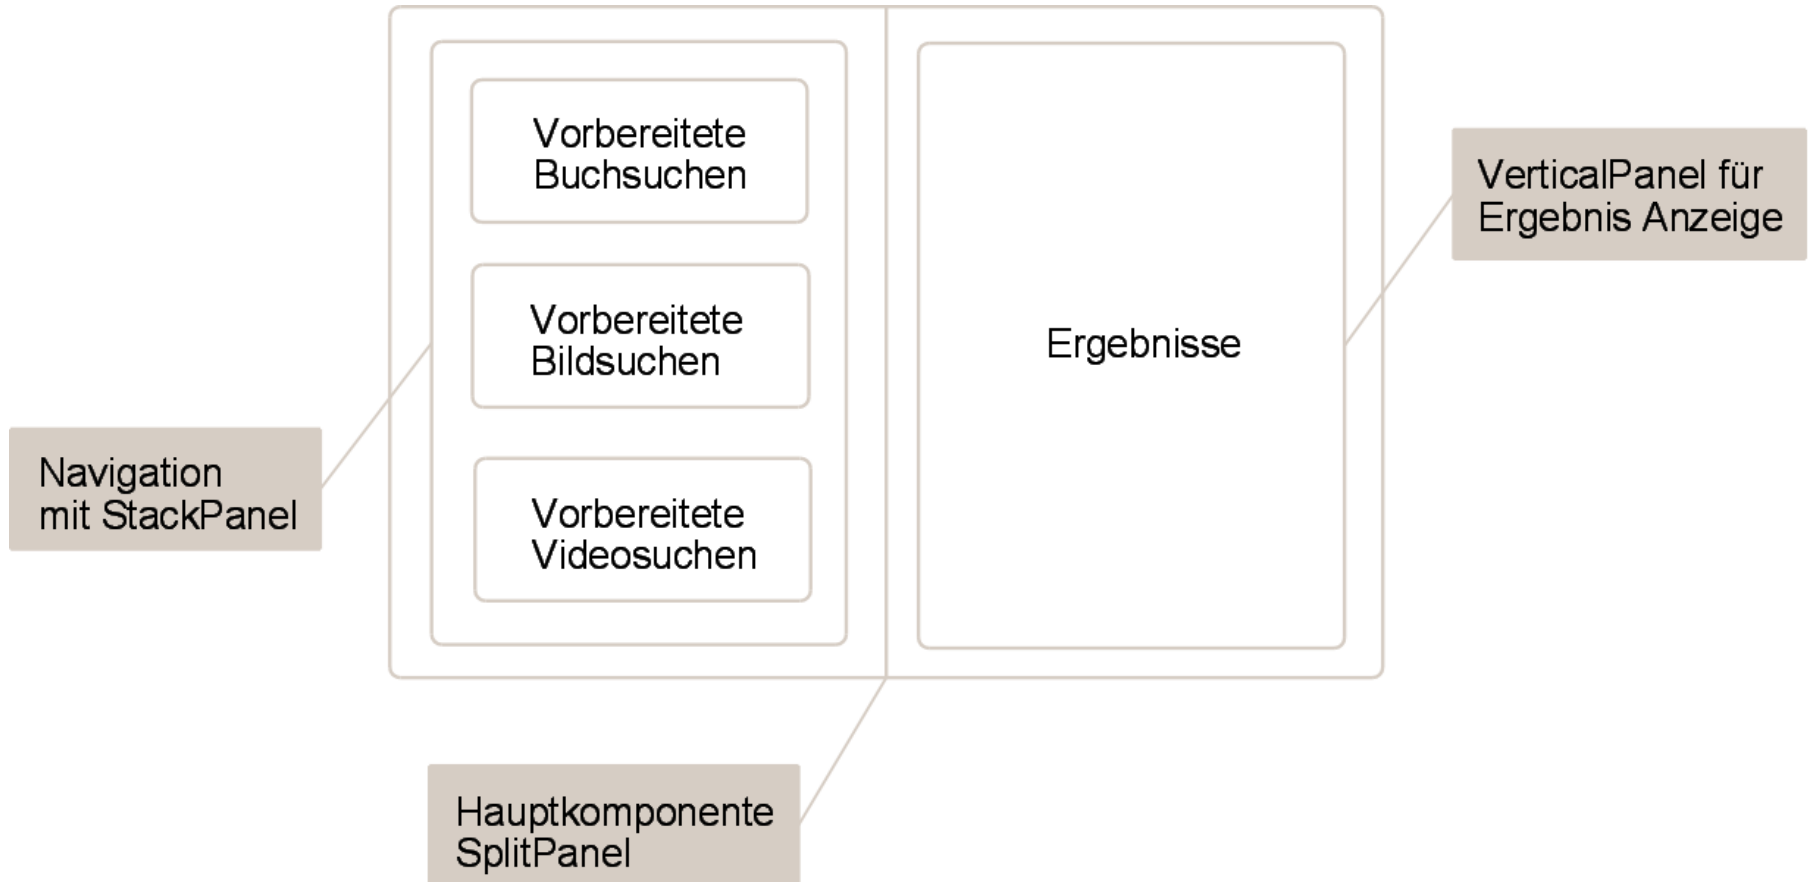 Vorbereitete
Buchsuchen
Vorbereitete
Bildsuchen
Vorbereitete
Videosuchen
Ergebnisse
VerticalPanel für
Ergebnis Anzeige
Navigation
mit StackPanel
Hauptkomponente
SplitPanel